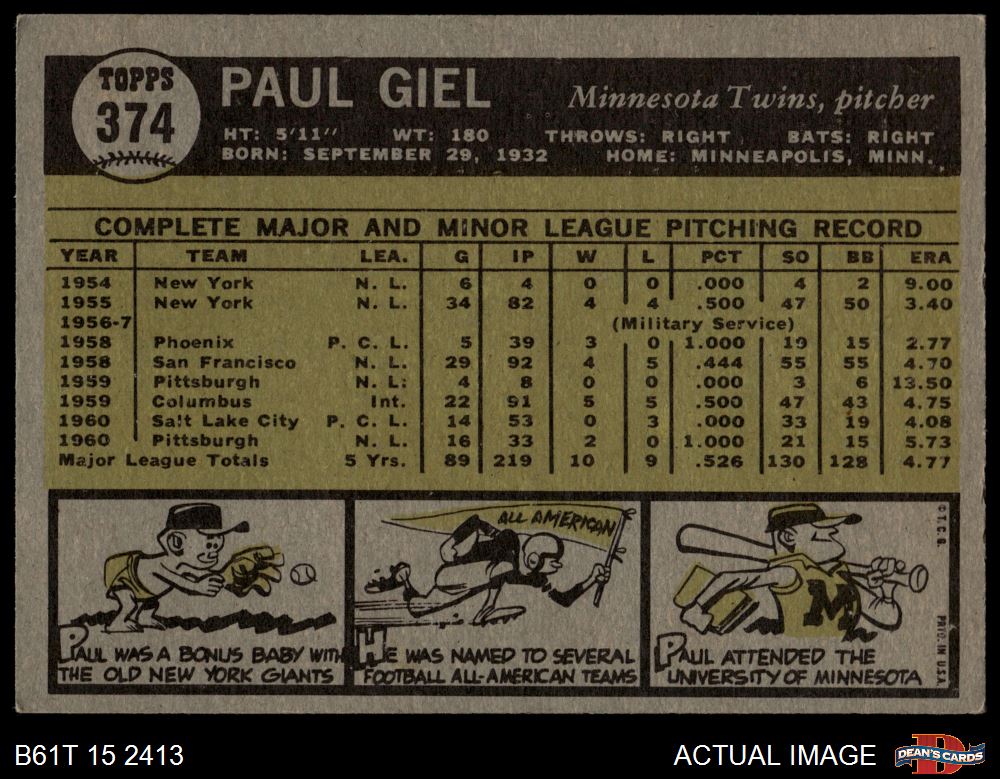 TOPPS
374
PAUL GIEL
Minnesota Twins, pitcher
HT: 5'11" WT: 180 THROWS: RIGHT BATS: RIGHT
BORN: SEPTEMBER 29, 1932 HOME: MINNEAPOLIS, MINN.
COMPLETE MAJOR AND MINOR LEAGUE PITCHING RECORD
YEAR TEAM LEA. G IP W L PCT SO BB ERA
1954 New York N. L. 6 4 0 0 .000 4 2 9.00
1955 New York N. L. 34 82 4 4 .500 47 50 3.40
1956-7 (Military Service)
1958 Phoenix P. C. L. 5 39 3 0 1.000 19 15 2.77
1958 San Francisco N. L. 29 92 4 5 .444 55 55 4.70
1959 Pittsburgh N. L: 4 8 0 0 .000 3 6 13.50
1959 Columbus Int. 22 91 5 5 .500 47 43 4.75
1960 Salt Lake City P. C. L. 14 53 0 3 .000 33 19 4.08
1960 Pittsburgh N. L. 16 33 2 0 1.000 21 15 5.73
Major League Totals 5 Yrs. 89 219 10 9 .526 130 128 4.77
PAUL WAS A BONUS BABY WITH
THE OLD NEW YORK GIANTS
ALL AMERICAN
HE WAS NAMED TO SEVERAL
FOOTBALL ALL-AMERICAN TEAMS
M
PAUL ATTENDED THE
UNIVERSITY OF MINNESOTA
© T. C. G.
PRTD. IN U.S.A.
B61T 15 2413
ACTUAL IMAGE
DEAN'S CARDS